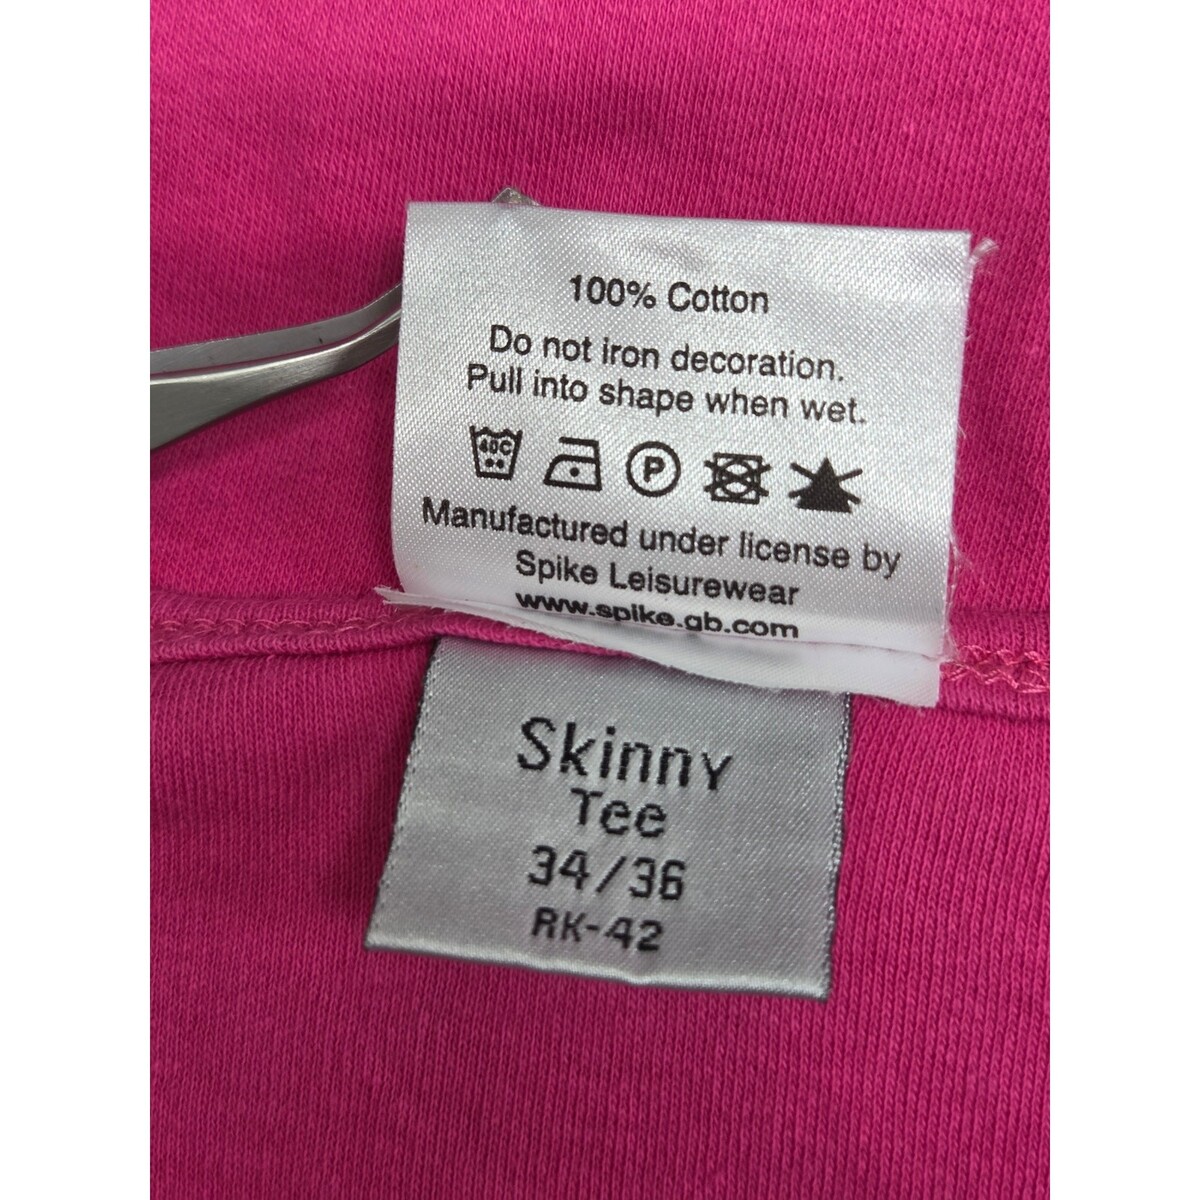 100% Cotton
Do not iron decoration.
Pull into shape when wet.
40C P
Manufactured under license by
Spike Leisurewear
www.spike.gb.com
Skinny
Tee
34/36
RK-42